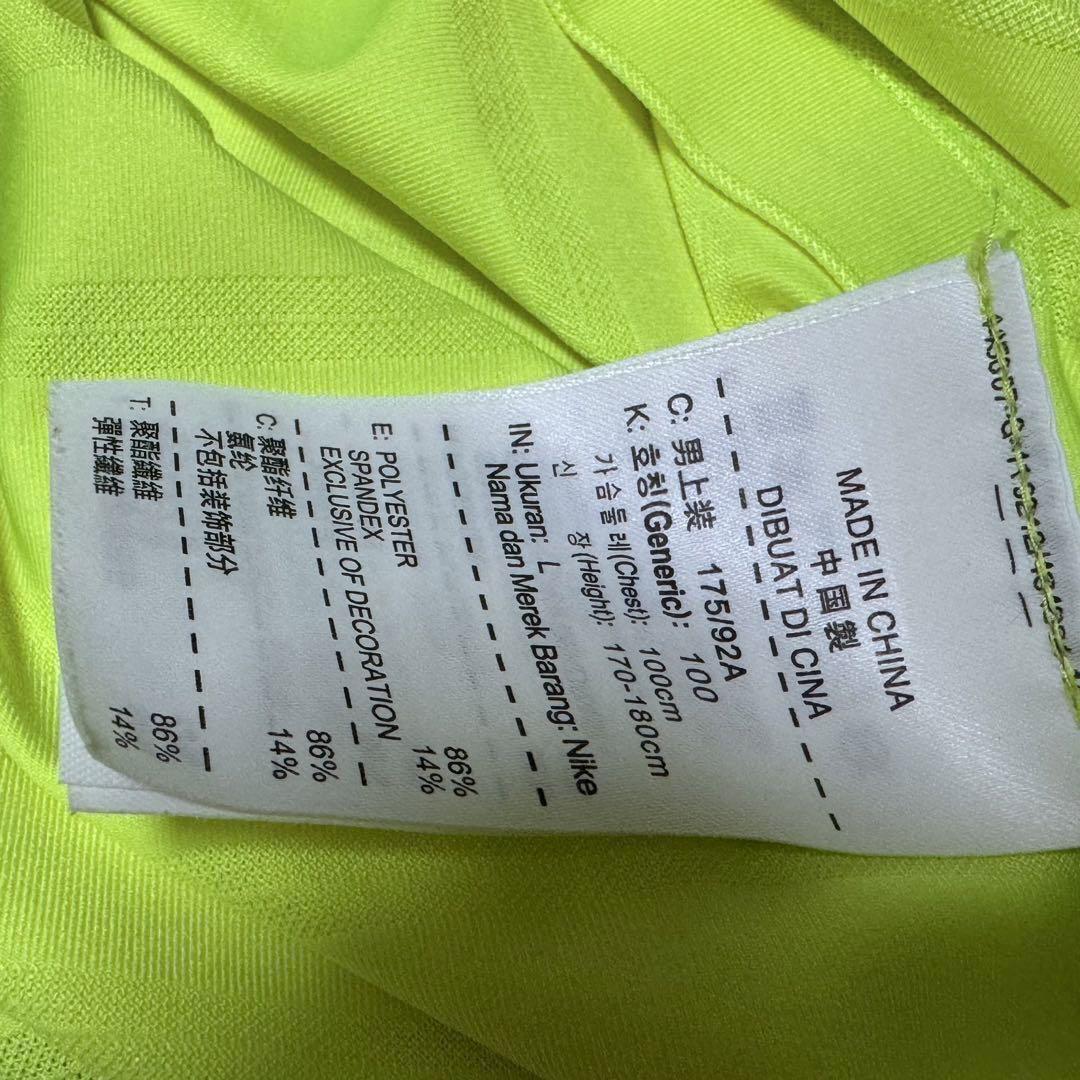 MADE IN CHINA
中國製
DIBUAT DI CINA
C: 男上装 175/92A
K: 호칭(Generic): 100
가슴둘레(Chest): 100cm
신 장(Height): 170-180cm
IN: Ukuran: L
Nama dan Merek Barang: Nike
E: POLYESTER 86%
SPANDEX 14%
EXCLUSIVE OF DECORATION
C: 聚酯纤维 86%
氨纶 14%
不包括装饰部分
T: 聚酯纖維 86%
彈性纖維 14%